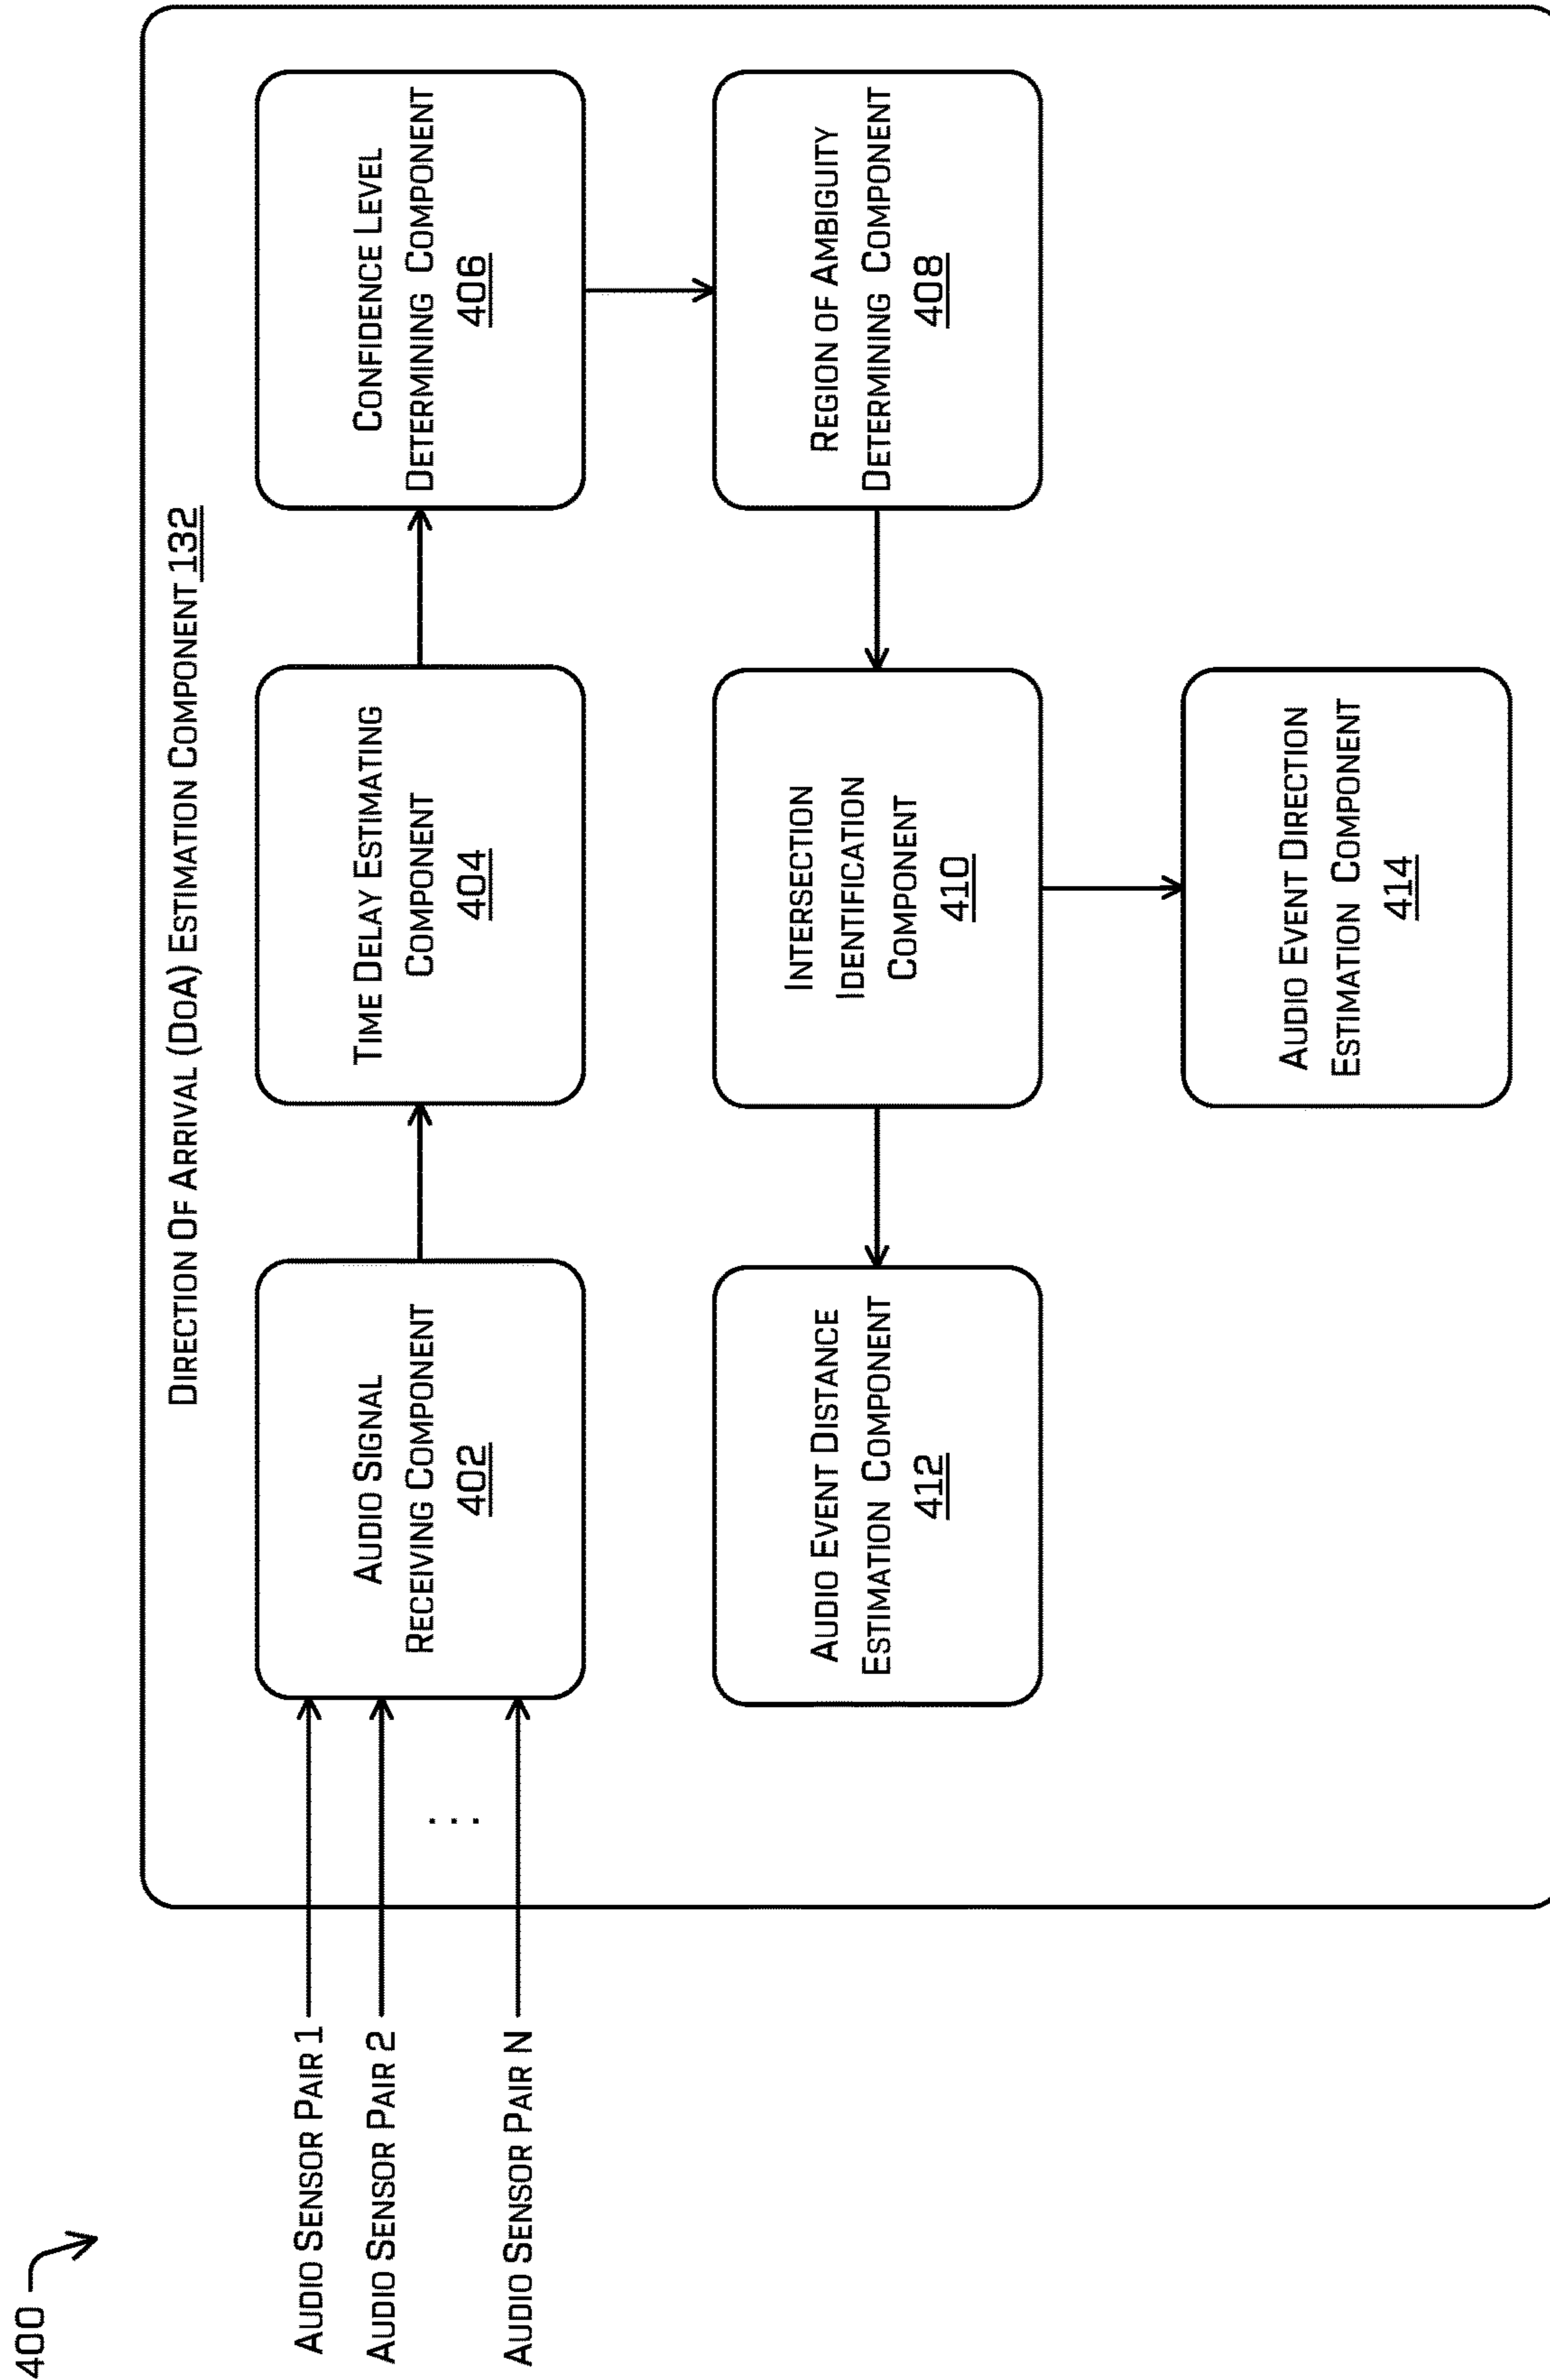 400
DIRECTION OF ARRIVAL (DOA) ESTIMATION COMPONENT 132
AUDIO SENSOR PAIR 1
AUDIO SENSOR PAIR 2
...
AUDIO SENSOR PAIR N
AUDIO SIGNAL
RECEIVING COMPONENT
402
TIME DELAY ESTIMATING
COMPONENT
404
CONFIDENCE LEVEL
DETERMINING COMPONENT
406
REGION OF AMBIGUITY
DETERMINING COMPONENT
408
INTERSECTION
IDENTIFICATION
COMPONENT
410
AUDIO EVENT DISTANCE
ESTIMATION COMPONENT
412
AUDIO EVENT DIRECTION
ESTIMATION COMPONENT
414